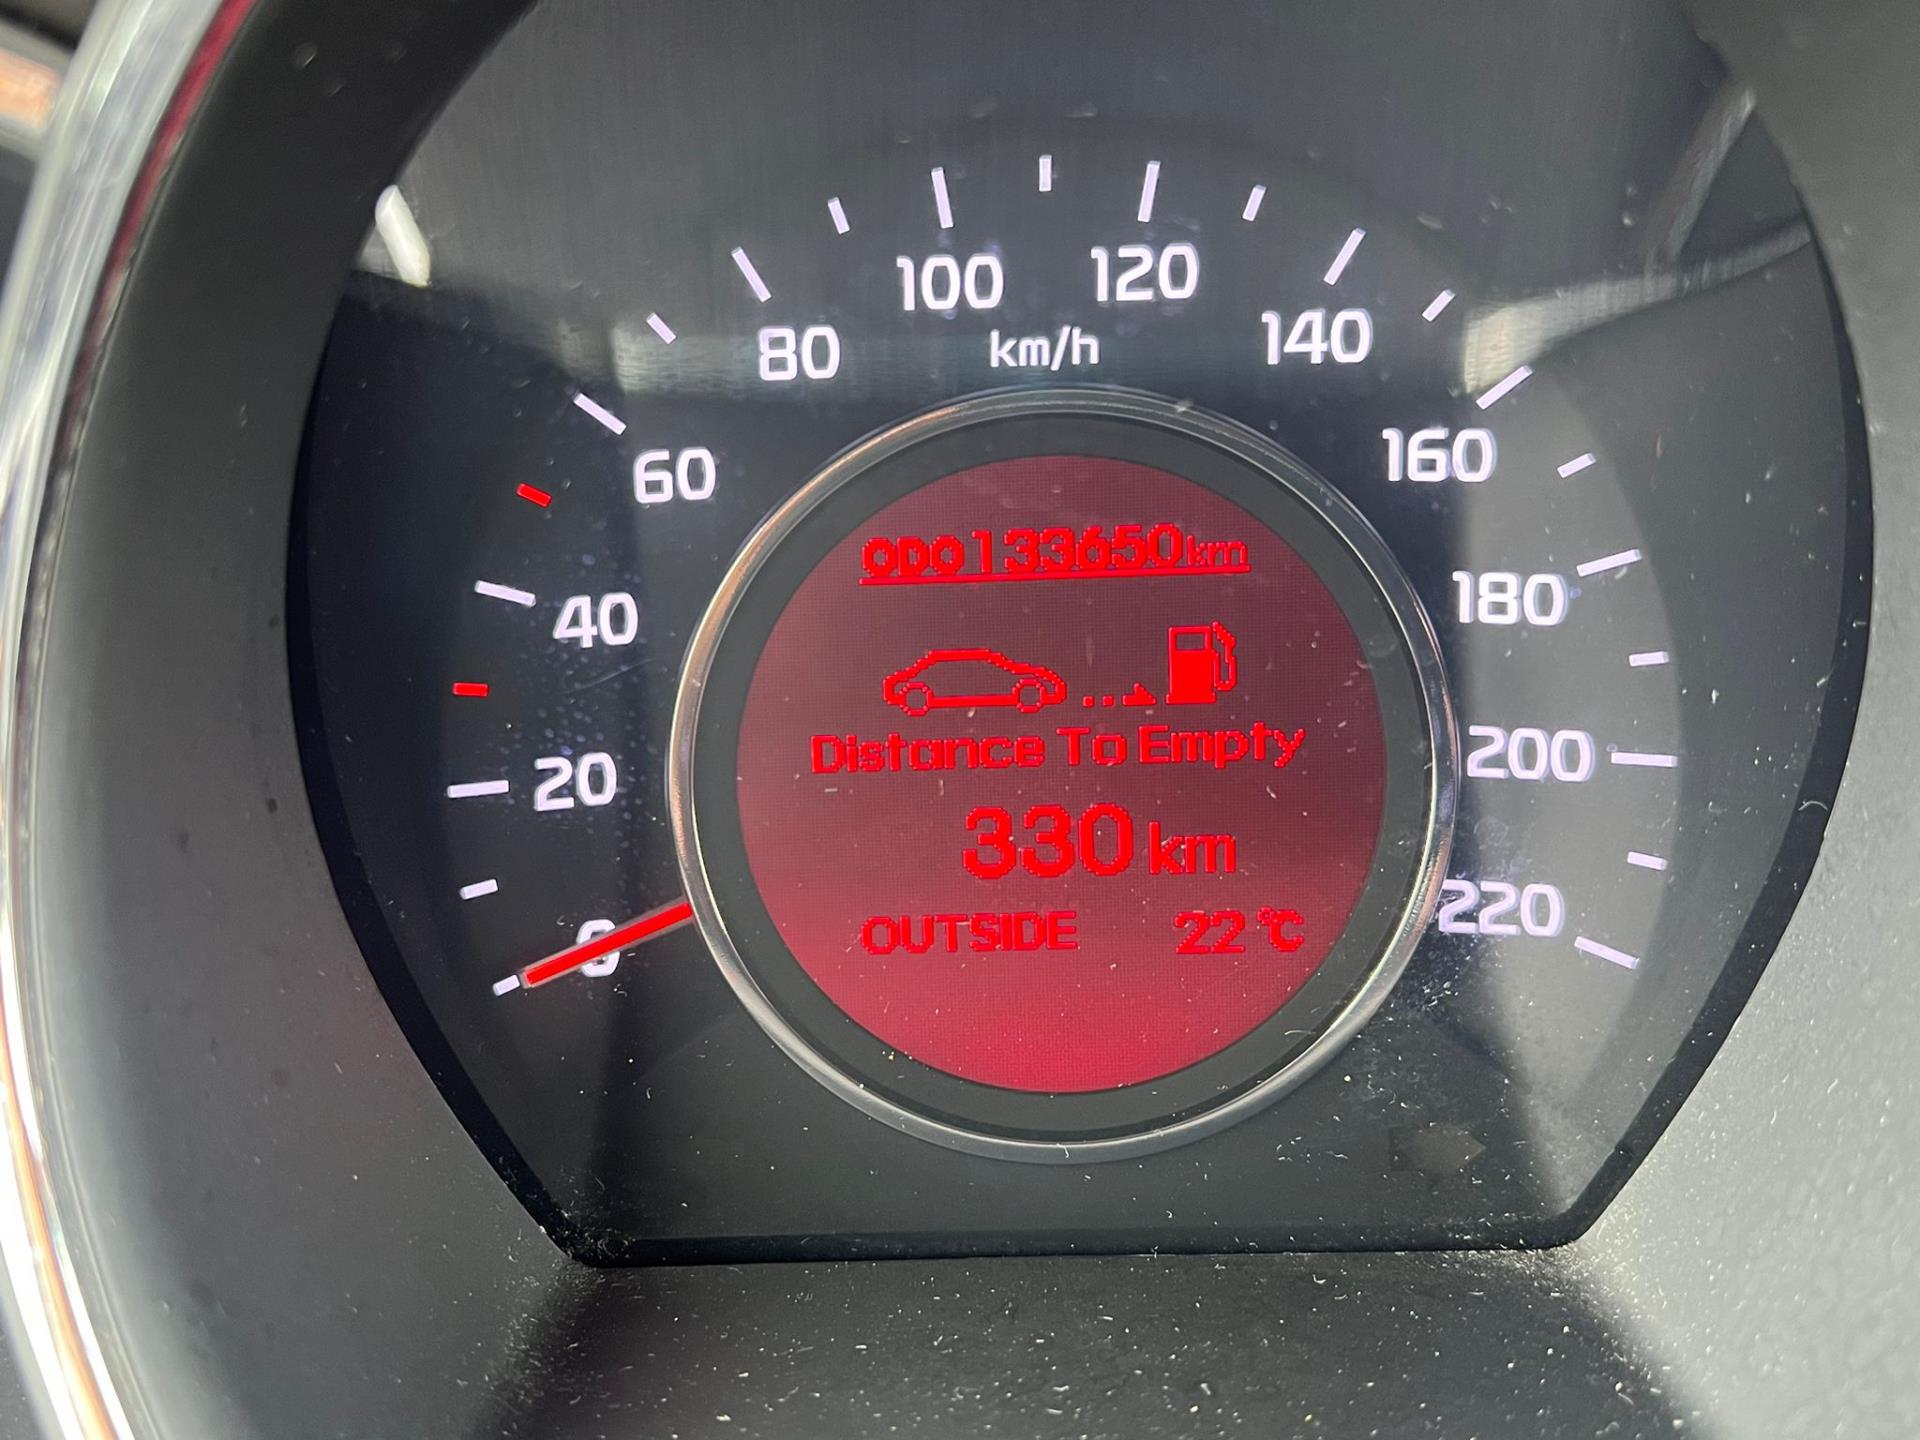 100 120
80 km/h 140
60 160
ODO 133650 km
40 180
Distance To Empty
20 200
330 km
0 OUTSIDE 22 °C 220